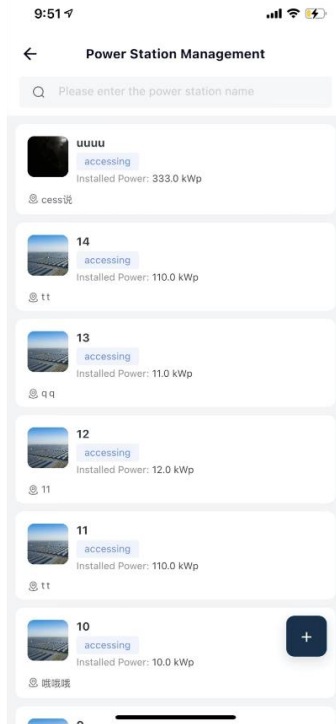 9:51
Power Station Management
Please enter the power station name
uuuu
accessing
Installed Power: 333.0 kWp
cess说
14
accessing
Installed Power: 110.0 kWp
tt
13
accessing
Installed Power: 11.0 kWp
qq
12
accessing
Installed Power: 12.0 kWp
11
11
accessing
Installed Power: 110.0 kWp
tt
10
accessing
Installed Power: 10.0 kWp
哦哦哦